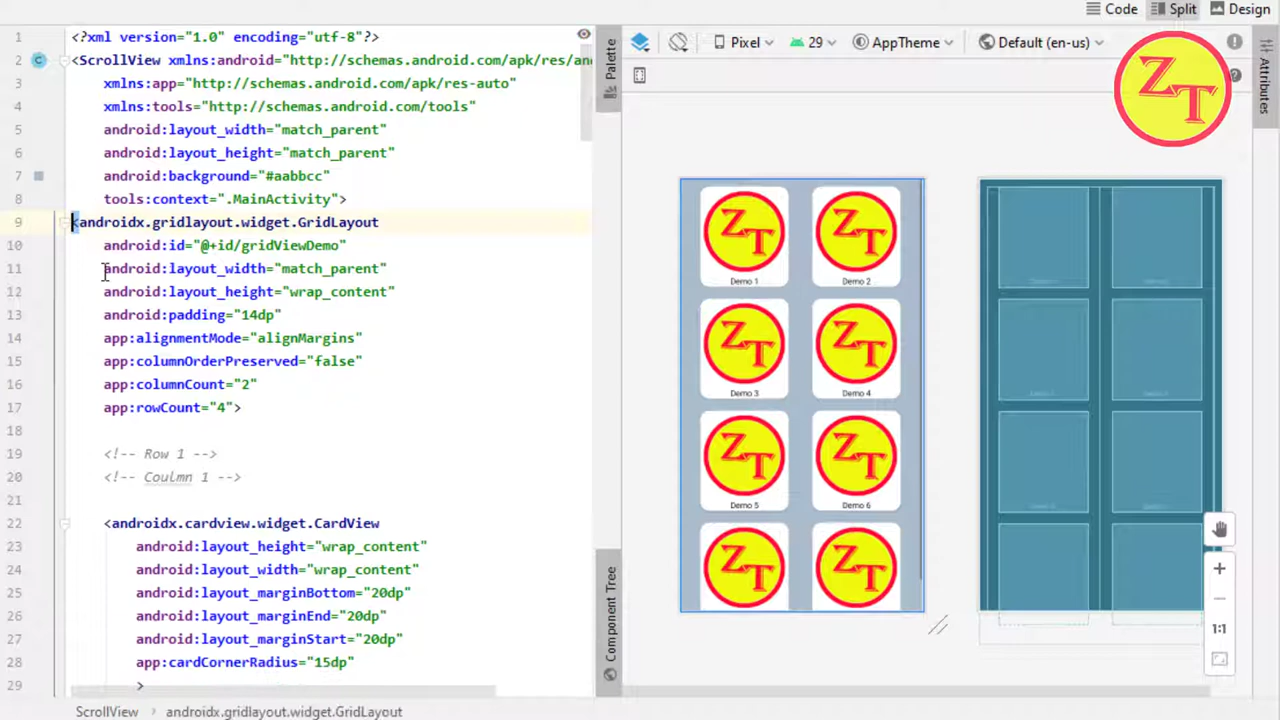 Code Split Design
1 <?xml version="1.0" encoding="utf-8"?>
2 <ScrollView xmlns:android="http://schemas.android.com/apk/res/an
3 xmlns:app="http://schemas.android.com/apk/res-auto"
4 xmlns:tools="http://schemas.android.com/tools"
5 android:layout_width="match_parent"
6 android:layout_height="match_parent"
7 android:background="#aabbcc"
8 tools:context=".MainActivity">
9 <androidx.gridlayout.widget.GridLayout
10 android:id="@+id/gridViewDemo"
11 android:layout_width="match_parent"
12 android:layout_height="wrap_content"
13 android:padding="14dp"
14 app:alignmentMode="alignMargins"
15 app:columnOrderPreserved="false"
16 app:columnCount="2"
17 app:rowCount="4">
18
19 <!-- Row 1 -->
20 <!-- Coulmn 1 -->
21
22 <androidx.cardview.widget.CardView
23 android:layout_height="wrap_content"
24 android:layout_width="wrap_content"
25 android:layout_marginBottom="20dp"
26 android:layout_marginEnd="20dp"
27 android:layout_marginStart="20dp"
28 app:cardCornerRadius="15dp"
29 >
ScrollView > androidx.gridlayout.widget.GridLayout
Palette
Component Tree
Pixel 29 AppTheme Default (en-us)
Attributes
ZT
ZT ZT
Demo 1 Demo 2
ZT ZT
Demo 3 Demo 4
ZT ZT
Demo 5 Demo 6
ZT ZT
1:1